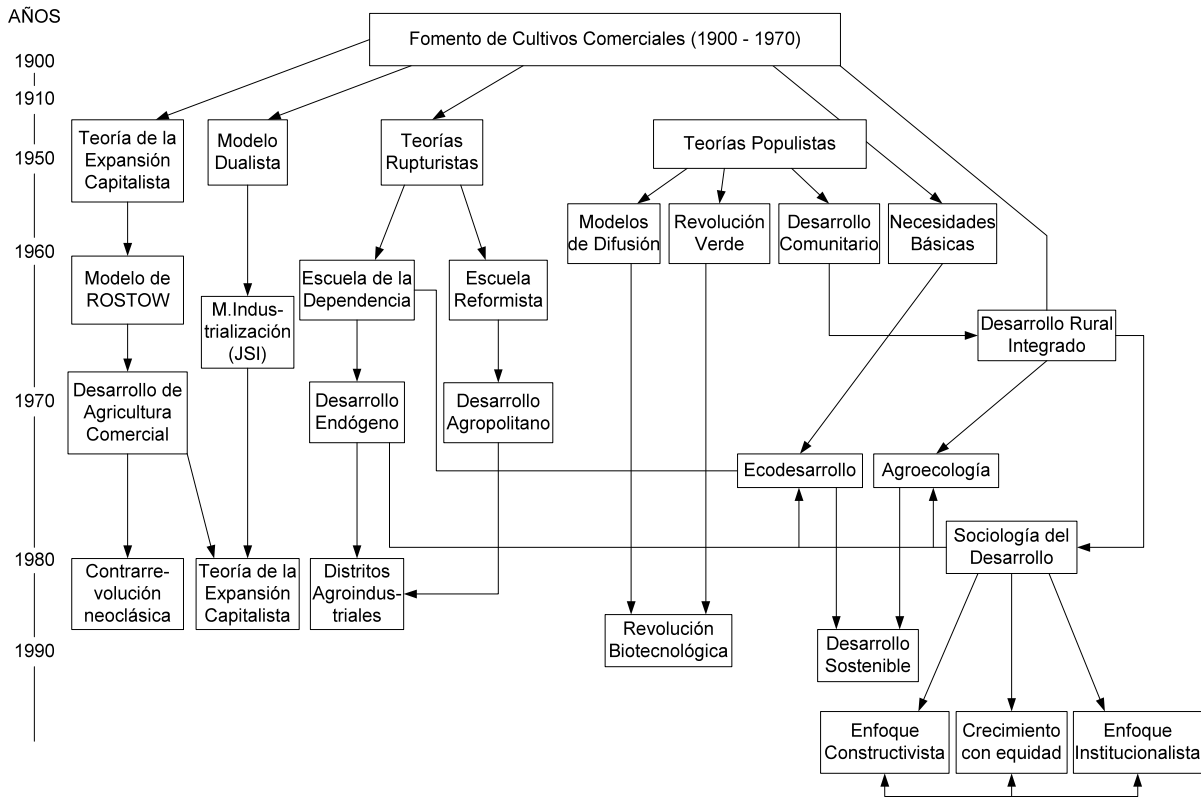 AÑOS
Fomento de Cultivos Comerciales (1900 - 1970)
1900
1910
1950
1960
1970
1980
1990
Teoría de la
Expansión
Capitalista
Modelo
Dualista
Teorías
Rupturistas
Teorías Populistas
Modelos
de Difusión
Revolución
Verde
Desarrollo
Comunitario
Necesidades
Básicas
Modelo de
ROSTOW
M.Indus-
trialización
(JSI)
Escuela de la
Dependencia
Escuela
Reformista
Desarrollo Rural
Integrado
Desarrollo de
Agricultura
Comercial
Desarrollo
Endógeno
Desarrollo
Agropolitano
Ecodesarrollo
Agroecología
Sociología del
Desarrollo
Contrarre-
volución
neoclásica
Teoría de la
Expansión
Capitalista
Distritos
Agroindus-
triales
Revolución
Biotecnológica
Desarrollo
Sostenible
Enfoque
Constructivista
Crecimiento
con equidad
Enfoque
Institucionalista